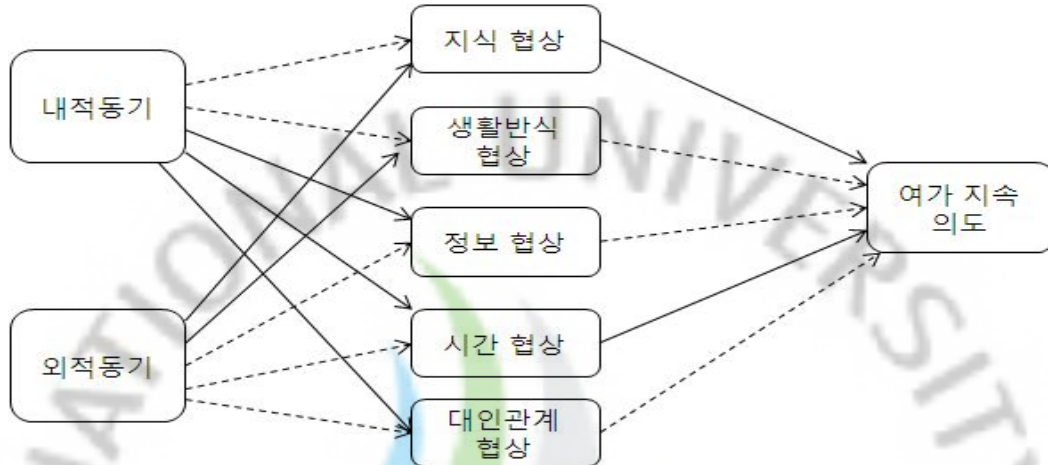 지식 협상
내적동기
생활반식
협상
여가 지속
의도
정보 협상
외적동기
시간 협상
대인관계
협상
NATIONAL UNIVERSITY